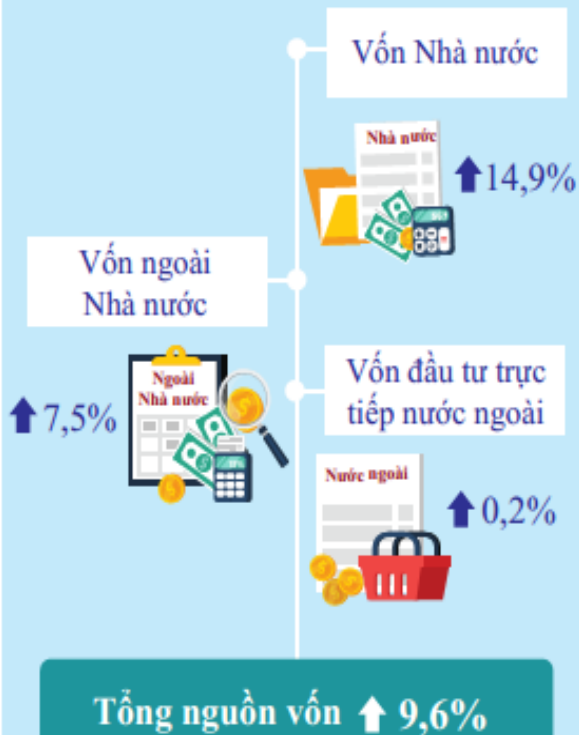 Vốn Nhà nước
Nhà nước
14,9%
Vốn ngoài
Nhà nước
Ngoài
Nhà nước
7,5%
Vốn đầu tư trực
tiếp nước ngoài
Nước ngoài
0,2%
Tổng nguồn vốn 9,6%